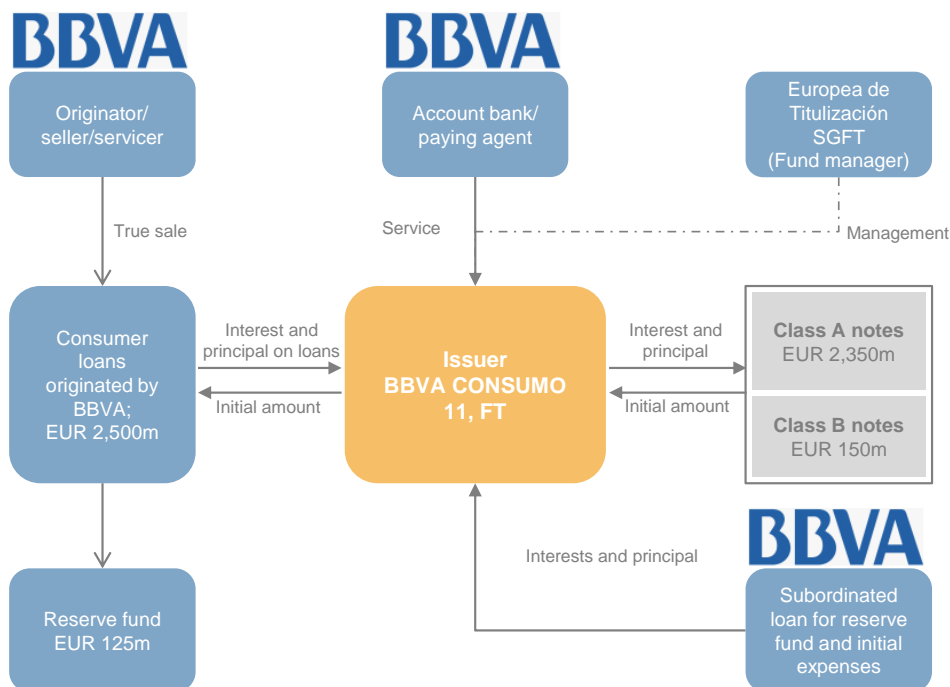 BBVA
BBVA
Originator/
seller/servicer
Account bank/
paying agent
Europea de
Titulización
SGFT
(Fund manager)
True sale
Service
Management
Consumer
loans
originated by
BBVA;
EUR 2,500m
Interest and
principal on loans
Initial amount
Issuer
BBVA CONSUMO
11, FT
Interest and
principal
Initial amount
Class A notes
EUR 2,350m
Class B notes
EUR 150m
BBVA
Interests and principal
Reserve fund
EUR 125m
Subordinated
loan for reserve
fund and initial
expenses